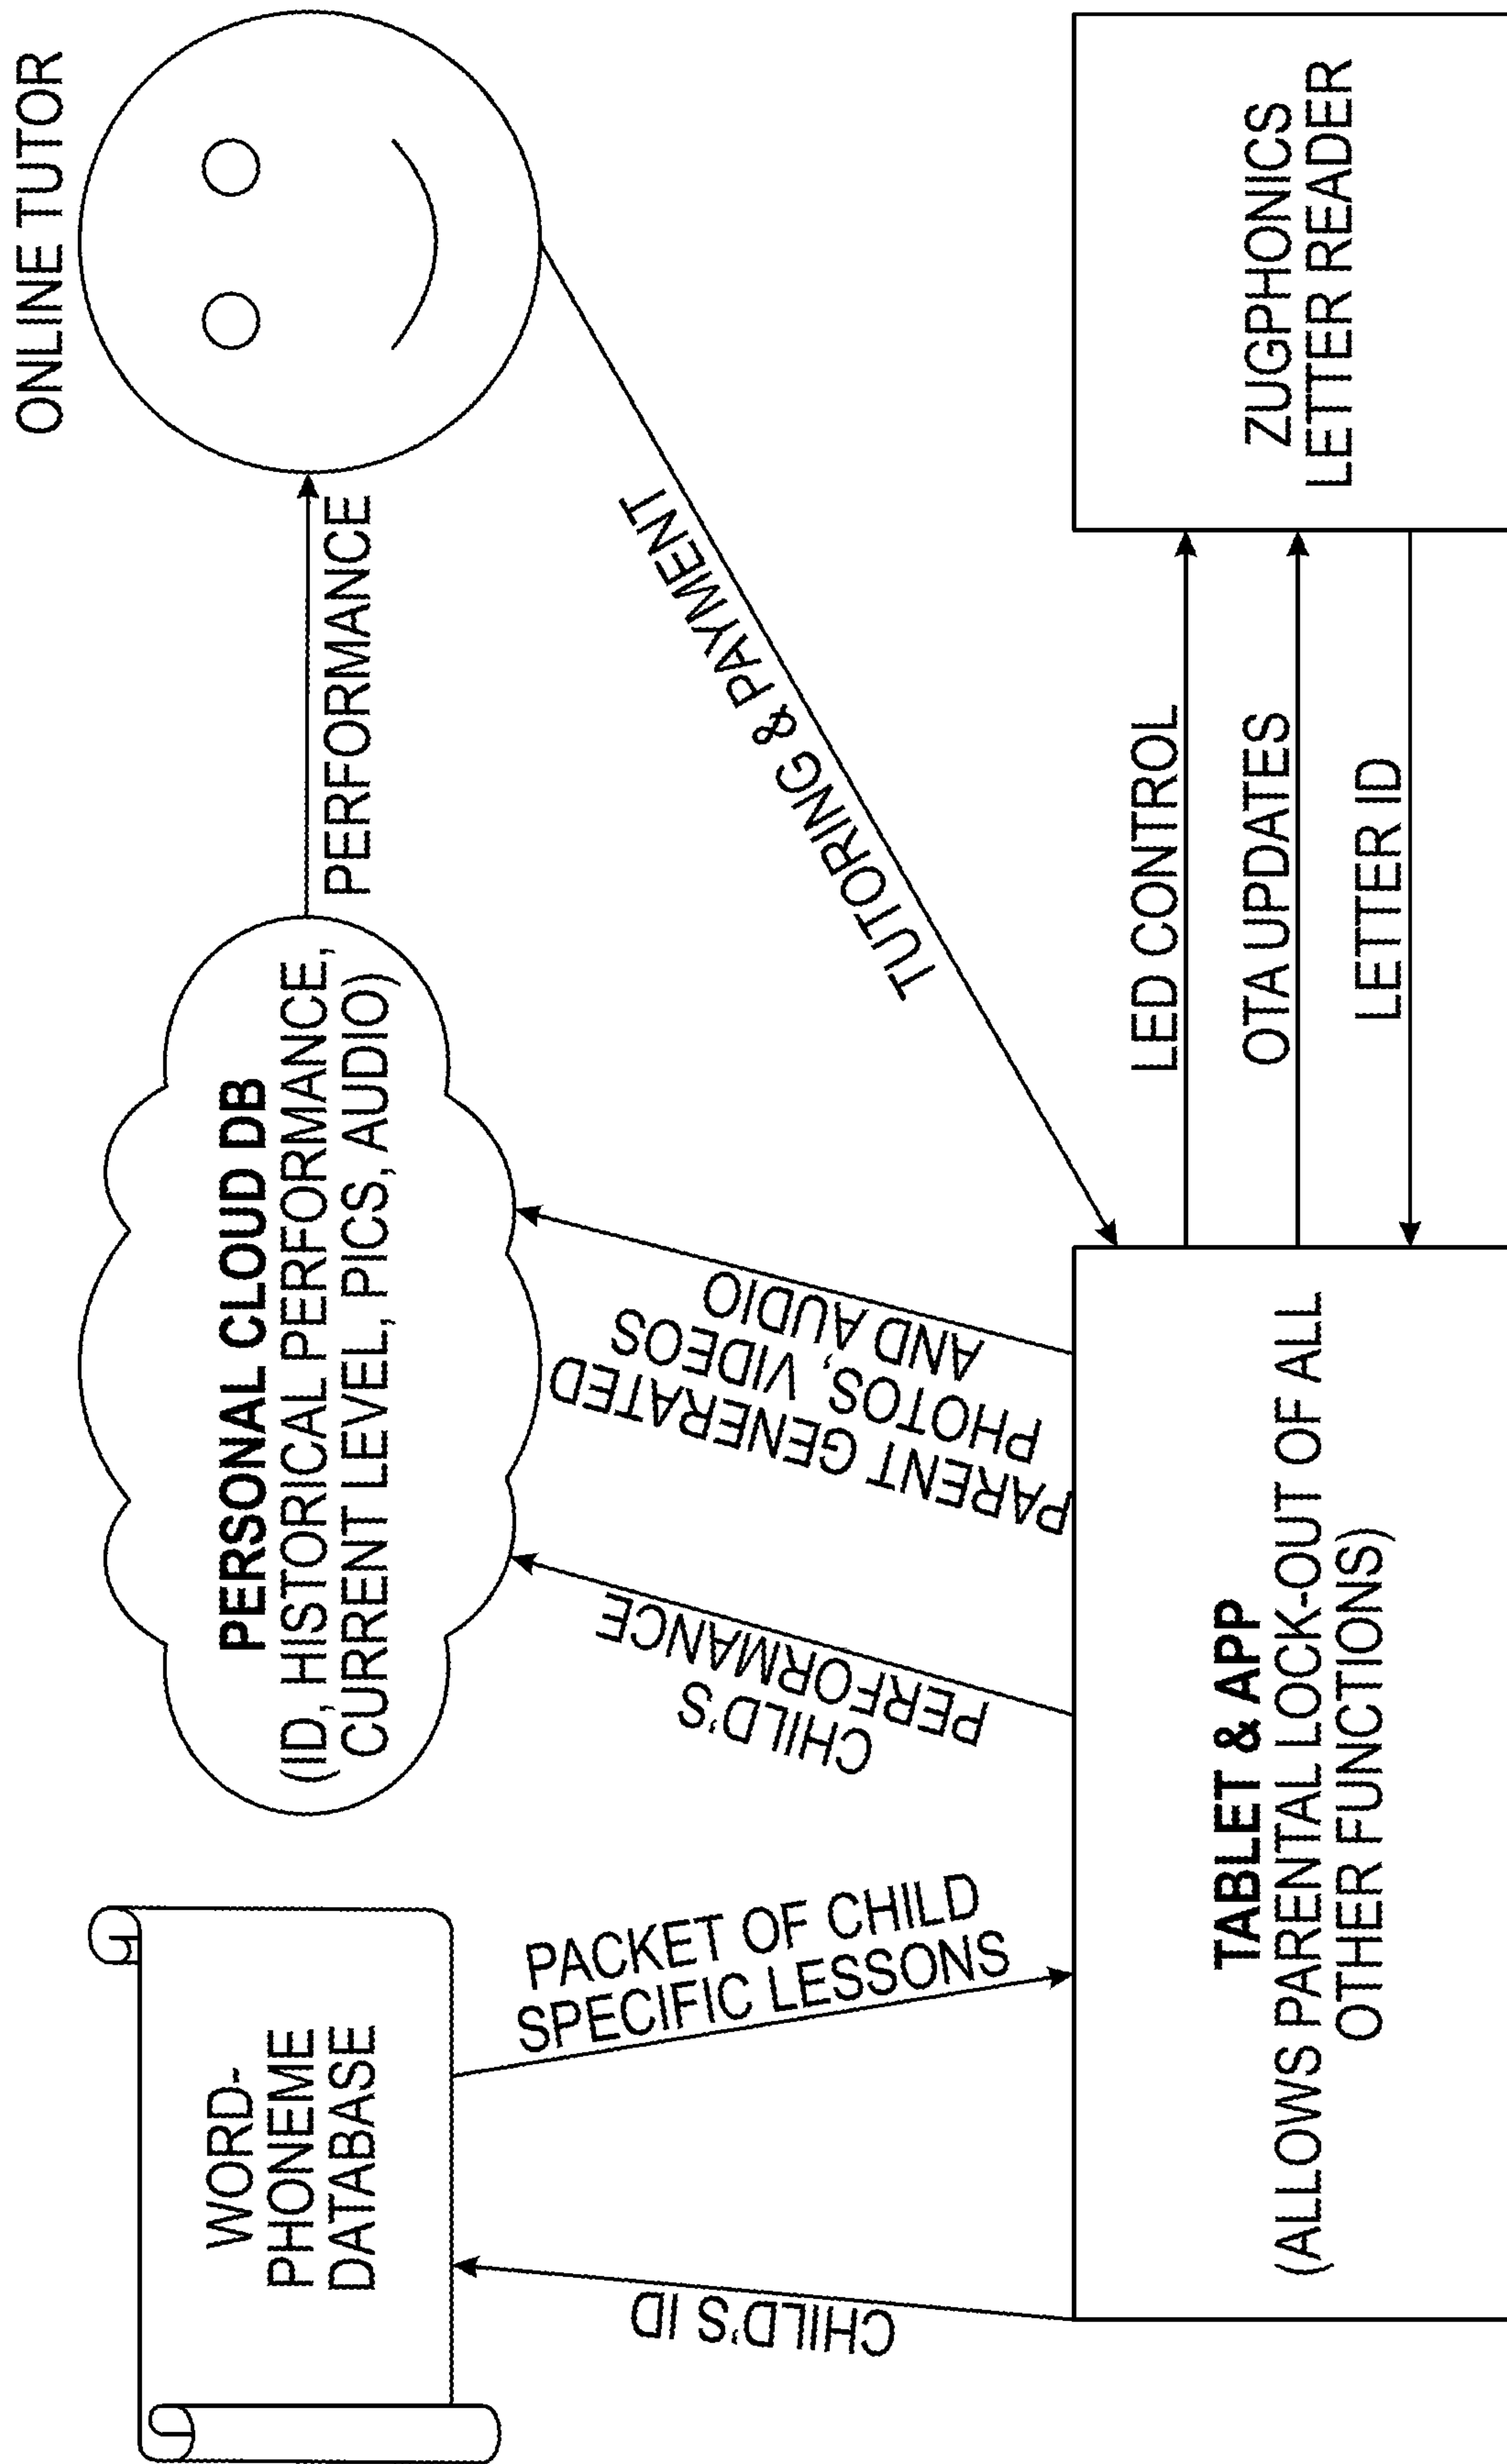 WORD-
PHONEME
DATABASE
PERSONAL CLOUD DB
(ID, HISTORICAL PERFORMANCE,
CURRENT LEVEL, PICS, AUDIO)
PERFORMANCE
ONLINE TUTOR
CHILD'S ID
PACKET OF CHILD
SPECIFIC LESSONS
CHILD'S
PERFORMANCE
PARENT GENERATED
PHOTOS, VIDEOS
AND AUDIO
TUTORING & PAYMENT
TABLET & APP
(ALLOWS PARENTAL LOCK-OUT OF ALL
OTHER FUNCTIONS)
LED CONTROL
OTA UPDATES
LETTER ID
ZUGPHONICS
LETTER READER